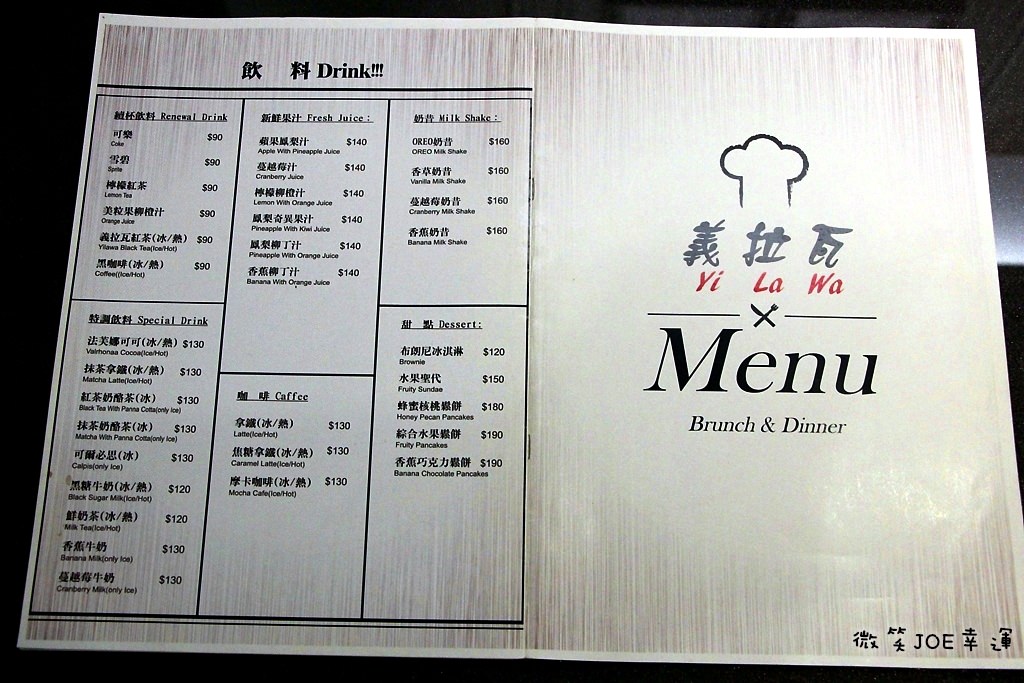 飲 料 Drink!!!
續杯飲料 Renewal Drink
可樂 $90
Coke
雪碧 $90
Sprite
檸檬紅茶 $90
Lemon Tea
美粒果柳橙汁 $90
Orange Juice
義拉瓦紅茶(冰/熱) $90
Yilawa Black Tea(Ice/Hot)
黑咖啡(冰/熱) $90
Coffee((Ice/Hot)
特調飲料 Special Drink
法芙娜可可(冰/熱) $130
Valrhonaa Cocoa(Ice/Hot)
抹茶拿鐵(冰/熱) $130
Matcha Latte(Ice/Hot)
紅茶奶酪茶(冰) $130
Black Tea With Panna Cotta(only ice)
抹茶奶酪茶(冰) $130
Matcha With Panna Cotta(only ice)
可爾必思(冰) $130
Calpis(only Ice)
黑糖牛奶(冰/熱) $120
Black Sugar Milk(Ice/Hot)
鮮奶茶(冰/熱) $120
Milk Tea(Ice/Hot)
香蕉牛奶 $130
Banana Milk(only Ice)
蔓越莓牛奶 $130
Cranberry Milk(only Ice)
新鮮果汁 Fresh Juice：
蘋果鳳梨汁 $140
Apple With Pineapple Juice
蔓越莓汁 $140
Cranberry Juice
檸檬柳橙汁 $140
Lemon With Orange Juice
鳳梨奇異果汁 $140
Pineapple With Kiwi Juice
鳳梨柳丁汁 $140
Pineapple With Orange Juice
香蕉柳丁汁 $140
Banana With Orange Juice
咖 啡 Caffee
拿鐵(冰/熱) $130
Latte(Ice/Hot)
焦糖拿鐵(冰/熱) $130
Caramel Latte(Ice/Hot)
摩卡咖啡(冰/熱) $130
Mocha Cafe(Ice/Hot)
奶昔 Milk Shake：
OREO奶昔 $160
OREO Milk Shake
香草奶昔 $160
Vanilla Milk Shake
蔓越莓奶昔 $160
Cranberry Milk Shake
香蕉奶昔 $160
Banana Milk Shake
甜 點 Dessert:
布朗尼冰淇淋 $120
Brownie
水果聖代 $150
Fruity Sundae
蜂蜜核桃鬆餅 $180
Honey Pecan Pancakes
綜合水果鬆餅 $190
Fruity Pancakes
香蕉巧克力鬆餅 $190
Banana Chocolate Pancakes
義拉瓦
Yi La Wa
Menu
Brunch & Dinner
微笑JOE幸運